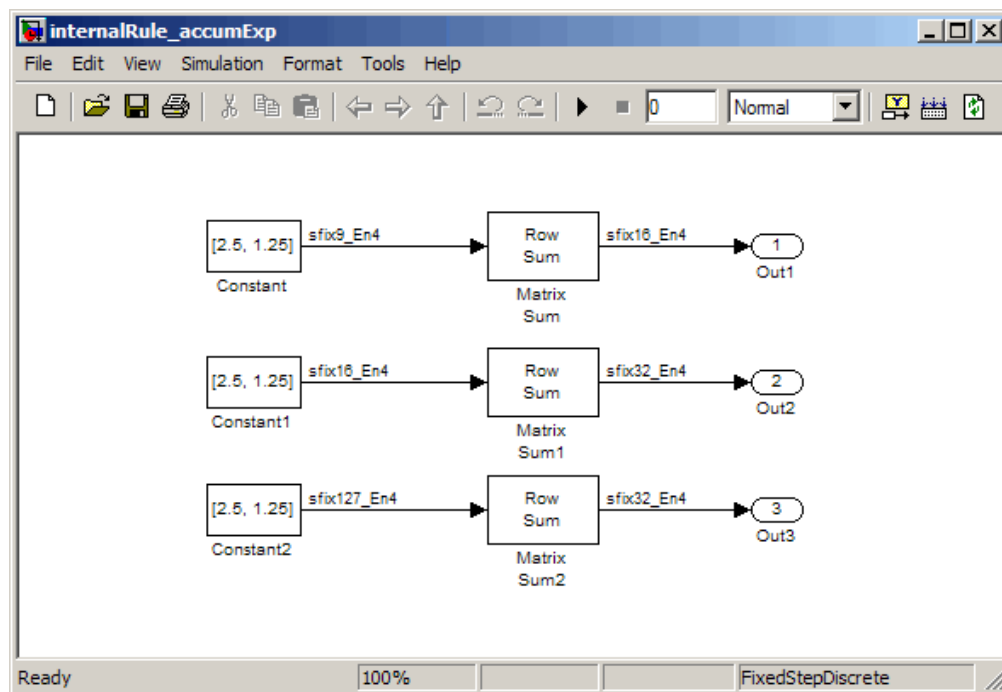 internalRule_accumExp
File Edit View Simulation Format Tools Help
0 Normal
[2.5, 1.25] sfix9_En4 Row sfix16_En4 1
Sum
Constant Matrix Out1
Sum
[2.5, 1.25] sfix16_En4 Row sfix32_En4 2
Sum
Constant1 Matrix Out2
Sum1
[2.5, 1.25] sfix127_En4 Row sfix32_En4 3
Sum
Constant2 Matrix Out3
Sum2
Ready 100% FixedStepDiscrete